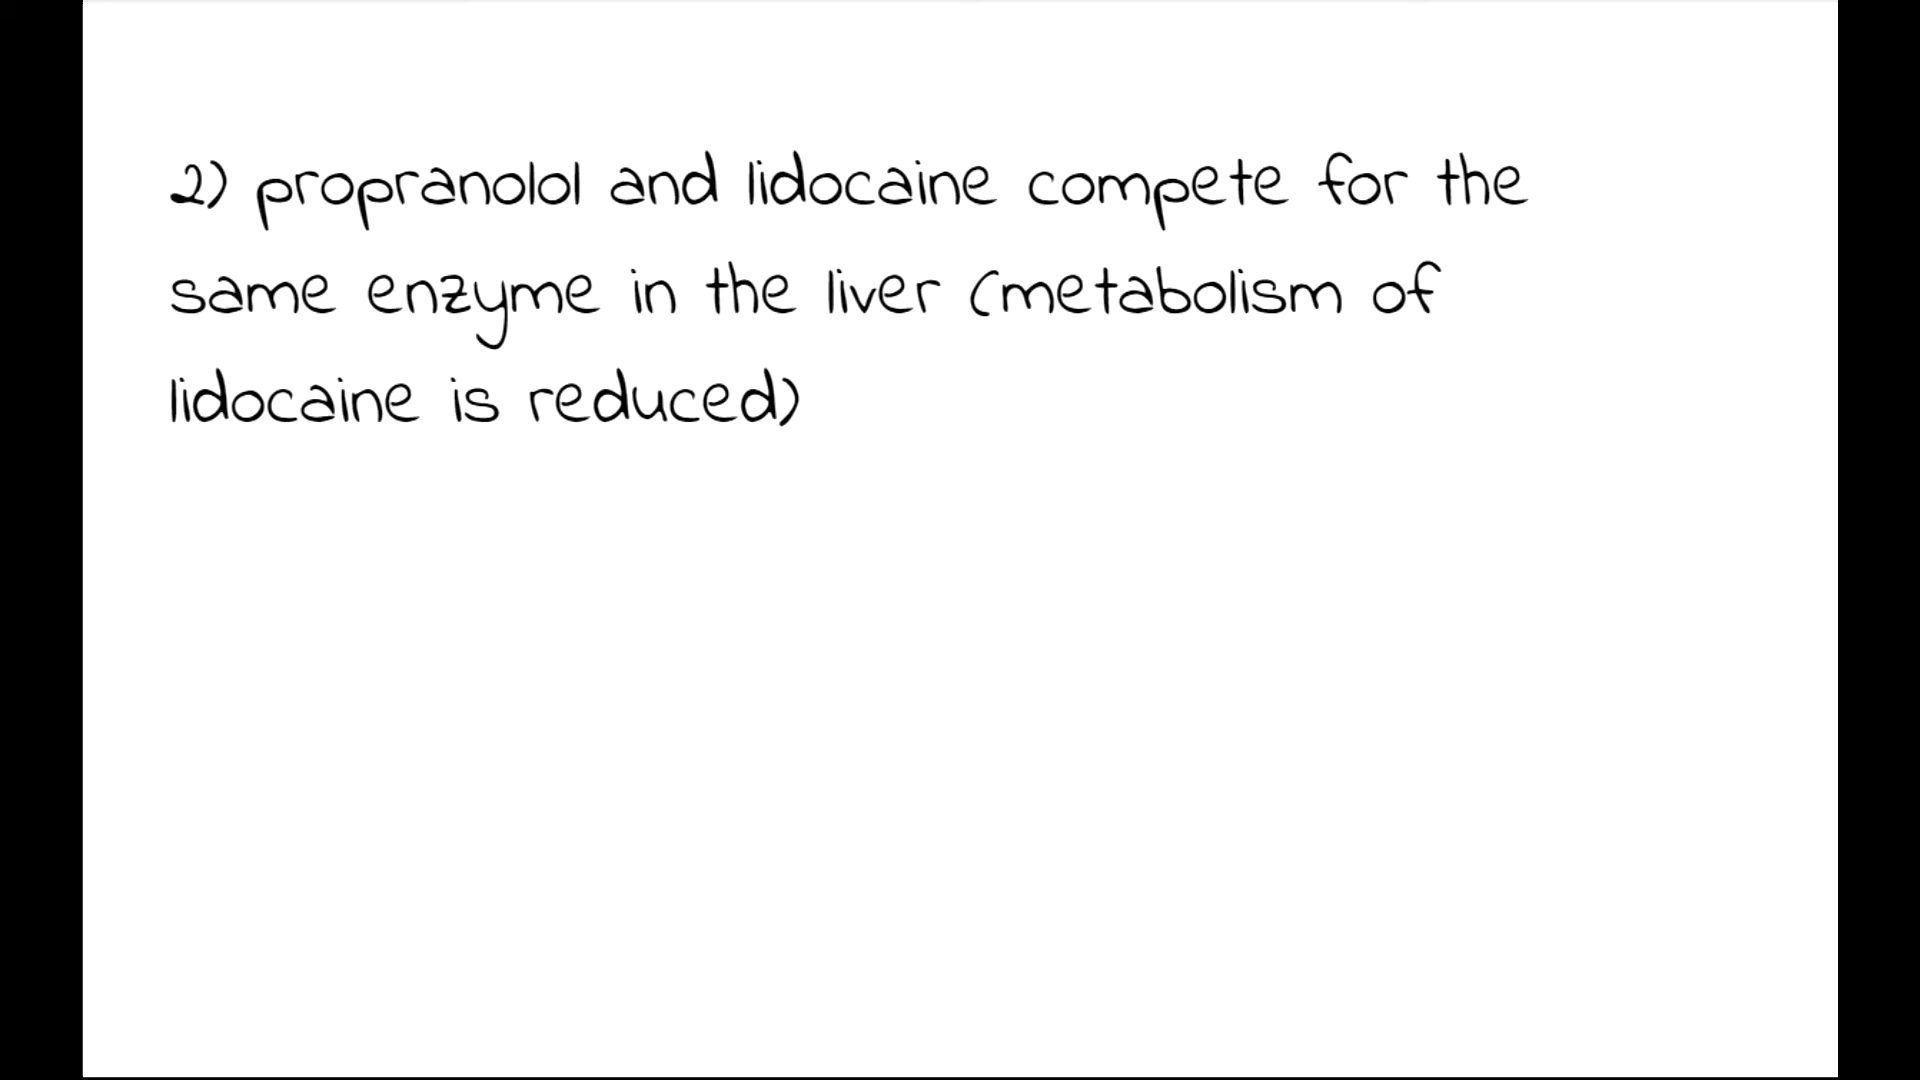 2) propranolol and lidocaine compete for the
same enzyme in the liver (metabolism of
lidocaine is reduced)